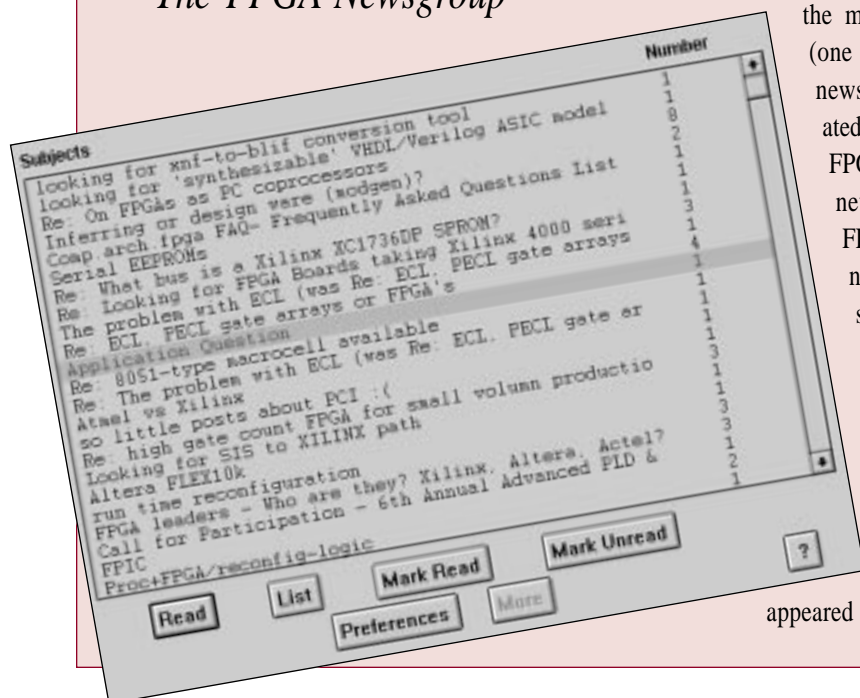 The FPGA Newsgroup
Subjects
Number
looking for xnf-to-blif conversion tool 1
looking for 'synthesizable' VHDL/Verilog ASIC model 1
Re: On FPGAs as PC coprocessors 8
Inferring or design ware (modgen)? 2
Comp.arch.fpga FAQ- Frequently Asked Questions List 1
Serial EEPROMs 1
Re: What bus is a Xilinx XC1736DP SPROM? 1
Re: Looking for FPGA Boards taking Xilinx 4000 seri 3
The problem with ECL (was Re: ECL, PECL gate arrays 1
Re: ECL, PECL gate arrays or FPGA's 4
Application Question 1
Re: 8051-type macrocell available 1
Re: The problem with ECL (was Re: ECL, PECL gate ar 1
Atmel vs Xilinx 1
so little posts about PCI :( 1
Re: high gate count FPGA for small volumn productio 3
Looking for SIS to XILINX path 1
Altera FLEX10k 1
run time reconfiguration 3
FPGA leaders - Who are they? Xilinx, Altera, Actel? 3
Call for Participation - 6th Annual Advanced PLD & 1
FPIC 2
Proc+FPGA/reconfig-logic 1
Read
List
Mark Read
Mark Unread
?
Preferences
More
the m
(one
news
ated
FPG
ne
FI
n
s
appeared